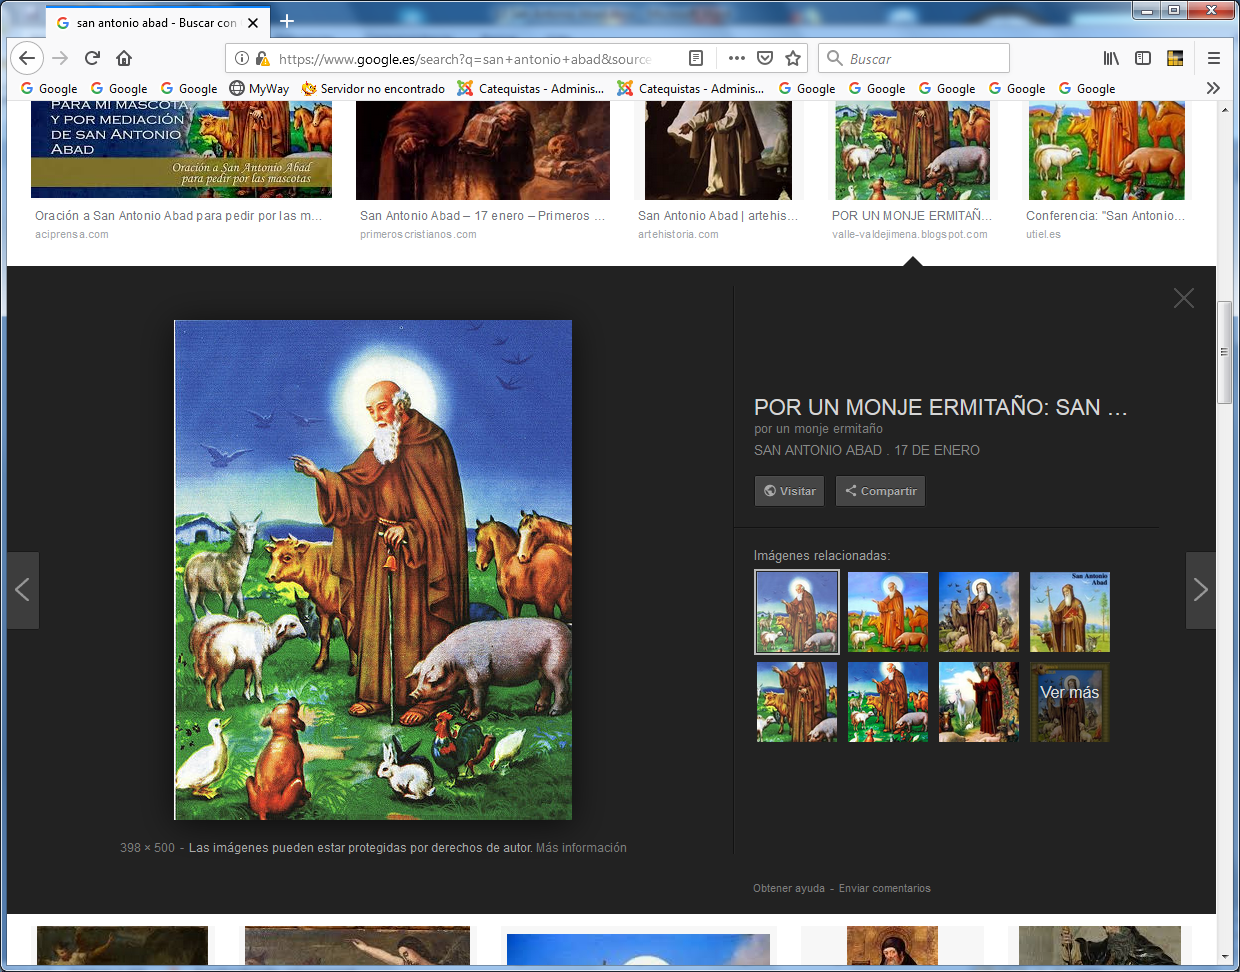 san antonio abad - Buscar con
https://www.google.es/search?q=san+antonio+abad&source
Buscar
Google
Google
Google
MyWay
Servidor no encontrado
Catequistas - Adminis...
Catequistas - Adminis...
Google
Google
Google
Google
Google
PARA MI MASCOTA,
Y POR MEDIACIÓN
DE SAN ANTONIO
ABAD
Oración a San Antonio Abad
para pedir por las mascotas
Oración a San Antonio Abad para pedir por las m...
aciprensa.com
San Antonio Abad – 17 enero – Primeros ...
primeroscristianos.com
San Antonio Abad | artehis...
artehistoria.com
POR UN MONJE ERMITAÑ...
valle-valdejimena.blogspot.com
Conferencia: "San Antonio...
utiel.es
POR UN MONJE ERMITAÑO: SAN ...
por un monje ermitaño
SAN ANTONIO ABAD . 17 DE ENERO
Visitar
Compartir
Imágenes relacionadas:
San Antonio
Abad
Ver más
398 × 500 - Las imágenes pueden estar protegidas por derechos de autor. Más información
Obtener ayuda - Enviar comentarios